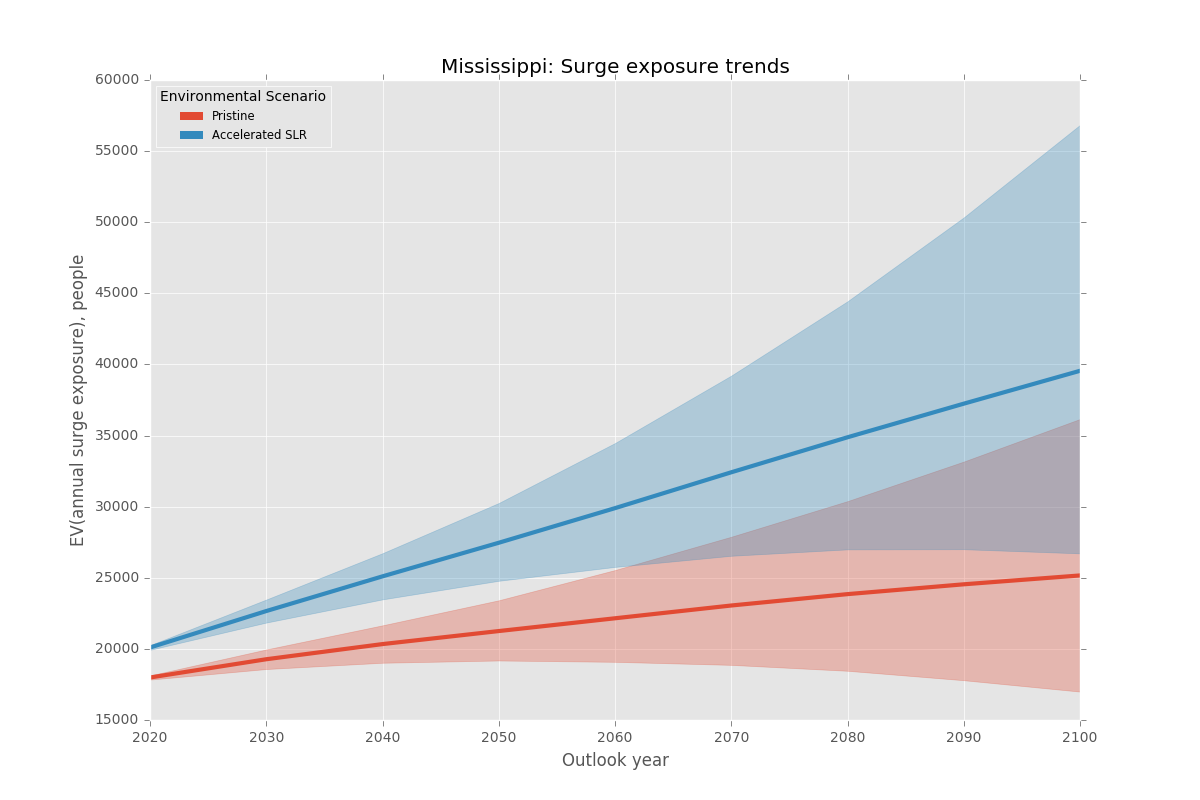 Mississippi: Surge exposure trends
60000
55000
50000
45000
40000
35000
30000
25000
20000
15000
EV(annual surge exposure), people
Environmental Scenario
Pristine
Accelerated SLR
2020 2030 2040 2050 2060 2070 2080 2090 2100
Outlook year